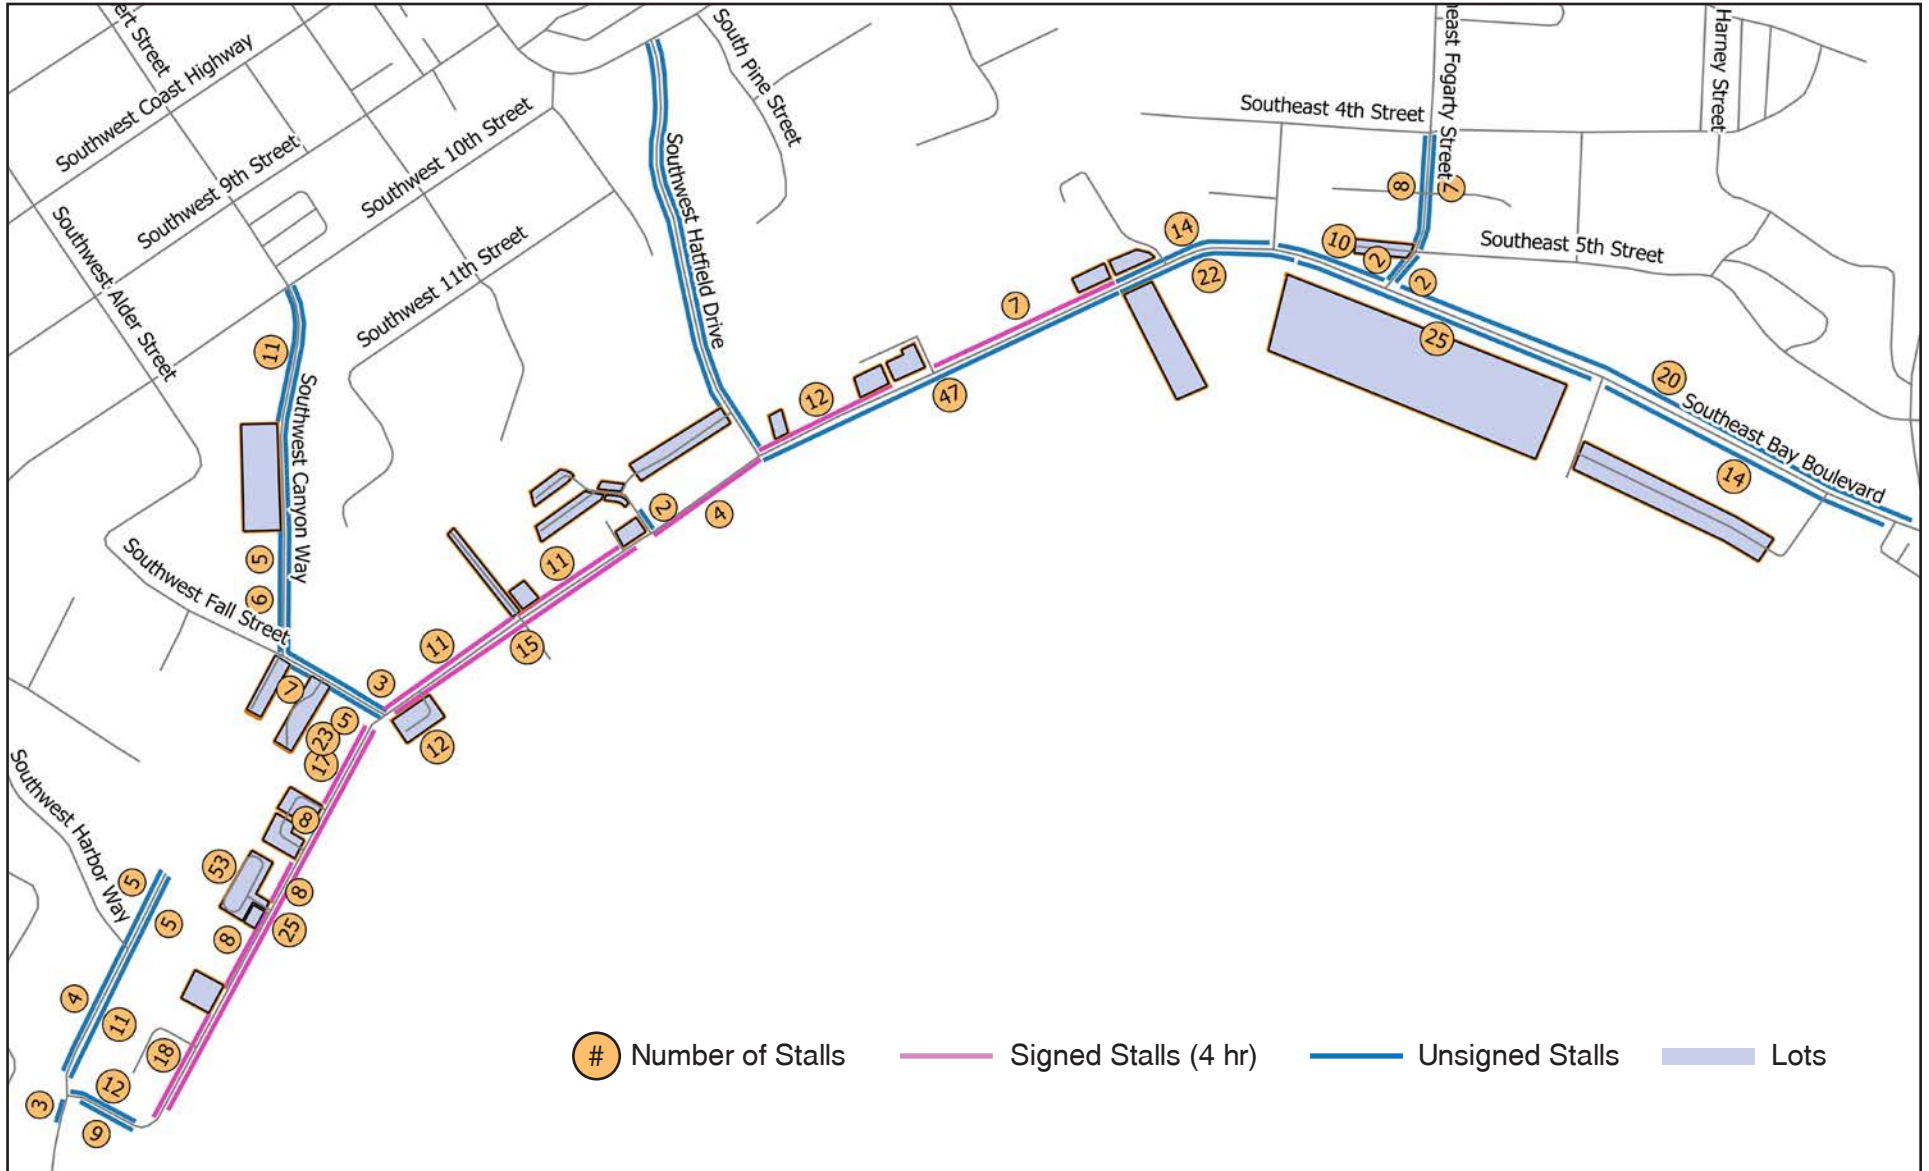 ert Street
Southwest Coast Highway
Southwest 9th Street
Southwest 10th Street
Southwest 11th Street
Southwest Alder Street
South Pine Street
Southwest Hatfield Drive
Southeast 4th Street
east Fogarty Street
Harney Street
8
7
10
2
2
Southeast 5th Street
14
22
7
25
47
20
Southeast Bay Boulevard
14
12
11
Southwest Canyon Way
5
6
Southwest Fall Street
2
4
11
11
15
3
7
5
23
17
12
8
53
8
8
25
Southwest Harbor Way
5
5
4
11
18
12
3
9
# Number of Stalls
Signed Stalls (4 hr)
Unsigned Stalls
Lots